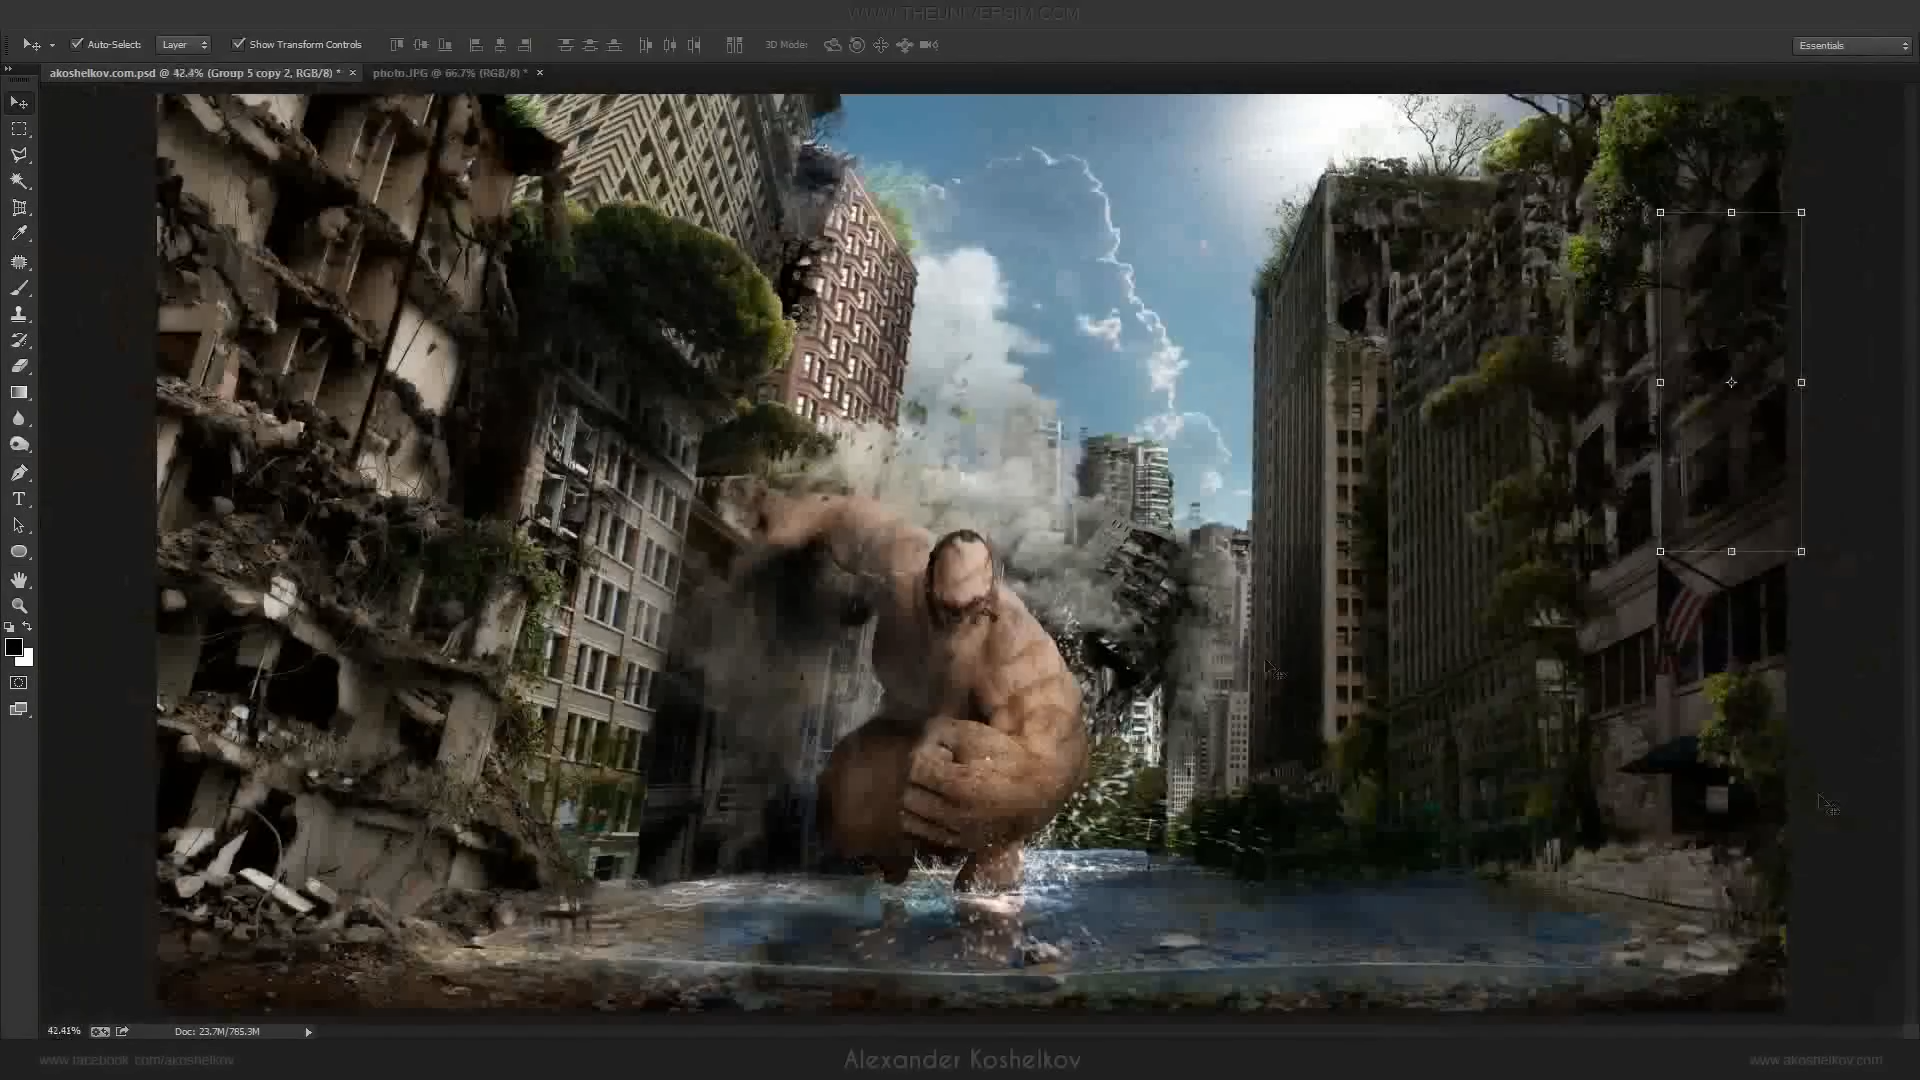 WWW.THEUNIVERSIM.COM
Auto-Select: Layer Show Transform Controls 3D Mode: Essentials
akoshelkov.com.psd @ 42.4% (Group 5 copy 2, RGB/8) * photo.JPG @ 66.7% (RGB/8) *
42.41% Doc: 23.7M/785.3M
www.facebook.com/akoshelkov Alexander Koshelkov www.akoshelkov.com